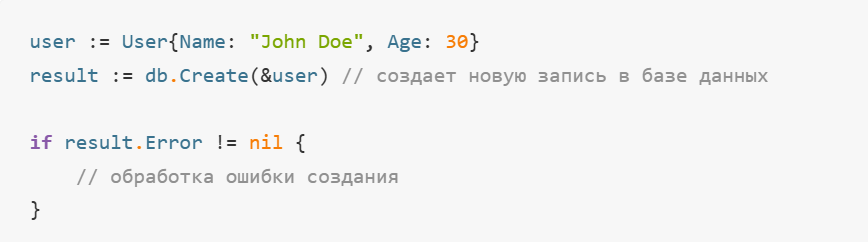 user := User{Name: "John Doe", Age: 30}
result := db.Create(&user) // создает новую запись в базе данных

if result.Error != nil {
    // обработка ошибки создания
}